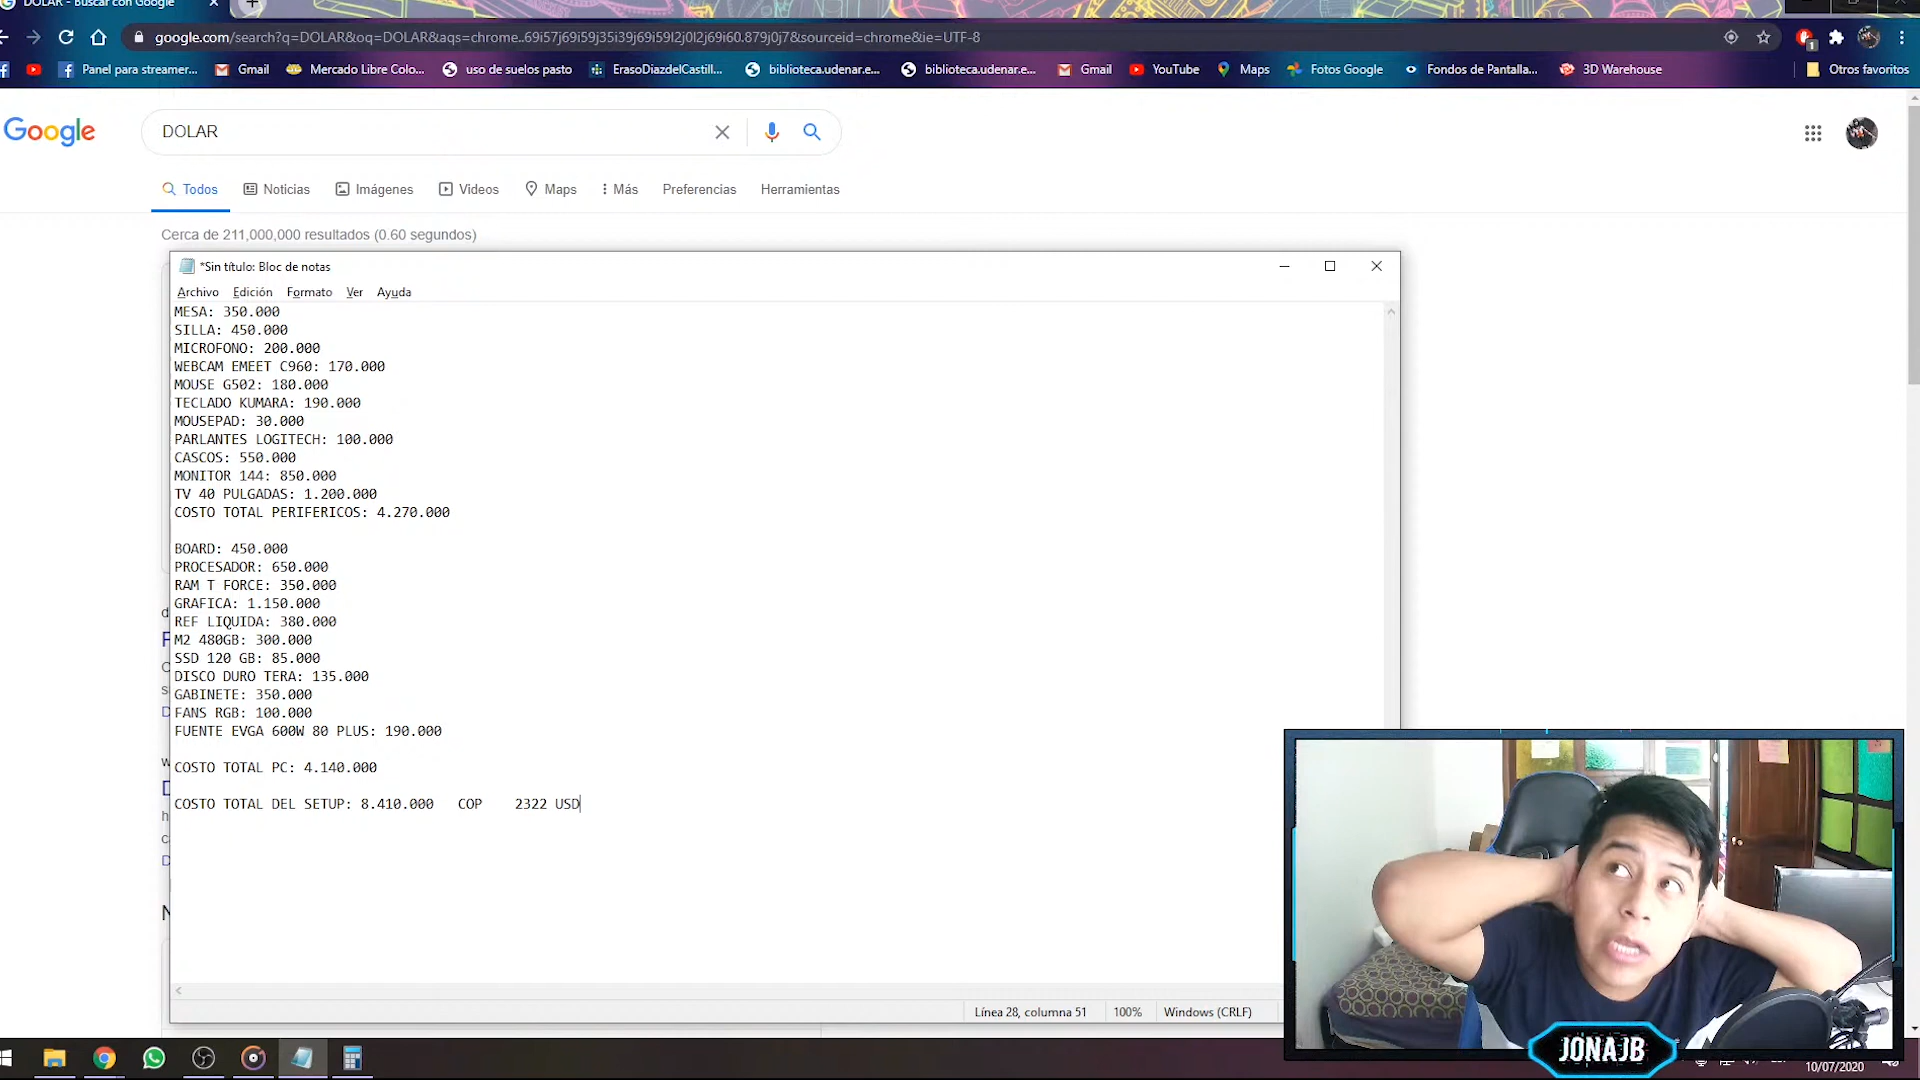 DOLAR - Buscar con Google
google.com/search?q=DOLAR&oq=DOLAR&aqs=chrome..69i57j69i59j35i39j69i59l2j0l2j69i60.879j0j7&sourceid=chrome&ie=UTF-8
1
Panel para streamer... Gmail Mercado Libre Colo... uso de suelos pasto ErasoDiazdelCastill... biblioteca.udenar.e... biblioteca.udenar.e... Gmail YouTube Maps Fotos Google Fondos de Pantalla... 3D Warehouse Otros favoritos
Google DOLAR
Todos Noticias Imágenes Videos Maps Más Preferencias Herramientas
Cerca de 211,000,000 resultados (0.60 segundos)
*Sin título: Bloc de notas
Archivo Edición Formato Ver Ayuda
MESA: 350.000
SILLA: 450.000
MICROFONO: 200.000
WEBCAM EMEET C960: 170.000
MOUSE G502: 180.000
TECLADO KUMARA: 190.000
MOUSEPAD: 30.000
PARLANTES LOGITECH: 100.000
CASCOS: 550.000
MONITOR 144: 850.000
TV 40 PULGADAS: 1.200.000
COSTO TOTAL PERIFERICOS: 4.270.000
BOARD: 450.000
PROCESADOR: 650.000
RAM T FORCE: 350.000
GRAFICA: 1.150.000
REF LIQUIDA: 380.000
M2 480GB: 300.000
SSD 120 GB: 85.000
DISCO DURO TERA: 135.000
GABINETE: 350.000
FANS RGB: 100.000
FUENTE EVGA 600W 80 PLUS: 190.000
COSTO TOTAL PC: 4.140.000
COSTO TOTAL DEL SETUP: 8.410.000 COP 2322 USD
Línea 28, columna 51 100% Windows (CRLF)
JONAJB
10/07/2020